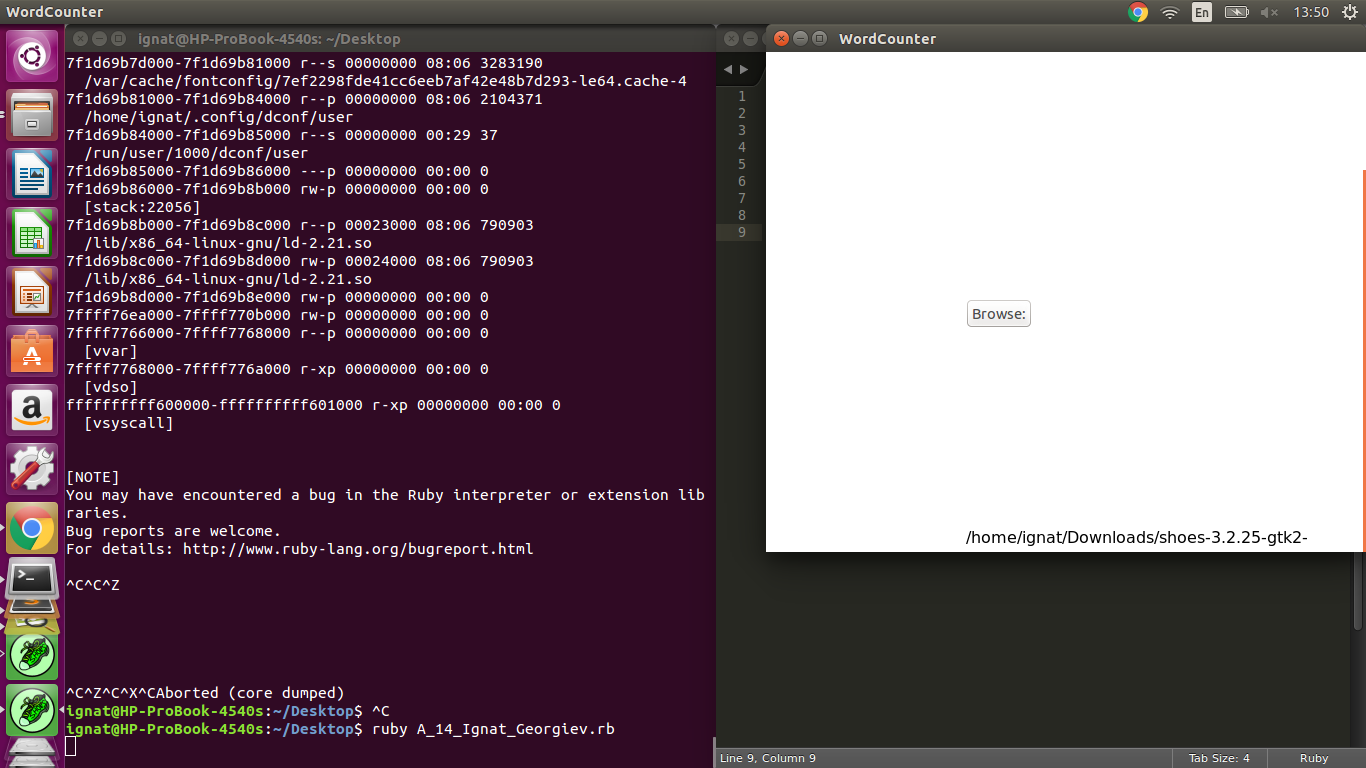 WordCounter
En
13:50
ignat@HP-ProBook-4540s: ~/Desktop
7f1d69b7d000-7f1d69b81000 r--s 00000000 08:06 3283190
/var/cache/fontconfig/7ef2298fde41cc6eeb7af42e48b7d293-le64.cache-4
7f1d69b81000-7f1d69b84000 r--p 00000000 08:06 2104371
/home/ignat/.config/dconf/user
7f1d69b84000-7f1d69b85000 r--s 00000000 00:29 37
/run/user/1000/dconf/user
7f1d69b85000-7f1d69b86000 ---p 00000000 00:00 0
7f1d69b86000-7f1d69b8b000 rw-p 00000000 00:00 0
[stack:22056]
7f1d69b8b000-7f1d69b8c000 r--p 00023000 08:06 790903
/lib/x86_64-linux-gnu/ld-2.21.so
7f1d69b8c000-7f1d69b8d000 rw-p 00024000 08:06 790903
/lib/x86_64-linux-gnu/ld-2.21.so
7f1d69b8d000-7f1d69b8e000 rw-p 00000000 00:00 0
7ffff76ea000-7ffff770b000 rw-p 00000000 00:00 0
7ffff7766000-7ffff7768000 r--p 00000000 00:00 0
[vvar]
7ffff7768000-7ffff776a000 r-xp 00000000 00:00 0
[vdso]
ffffffffff600000-ffffffffff601000 r-xp 00000000 00:00 0
[vsyscall]
[NOTE]
You may have encountered a bug in the Ruby interpreter or extension lib
raries.
Bug reports are welcome.
For details: http://www.ruby-lang.org/bugreport.html
^C^C^Z
^C^Z^C^X^CAborted (core dumped)
ignat@HP-ProBook-4540s:~/Desktop$ ^C
ignat@HP-ProBook-4540s:~/Desktop$ ruby A_14_Ignat_Georgiev.rb
1
2
3
4
5
6
7
8
9
WordCounter
Browse:
/home/ignat/Downloads/shoes-3.2.25-gtk2-
Line 9, Column 9
Tab Size: 4
Ruby